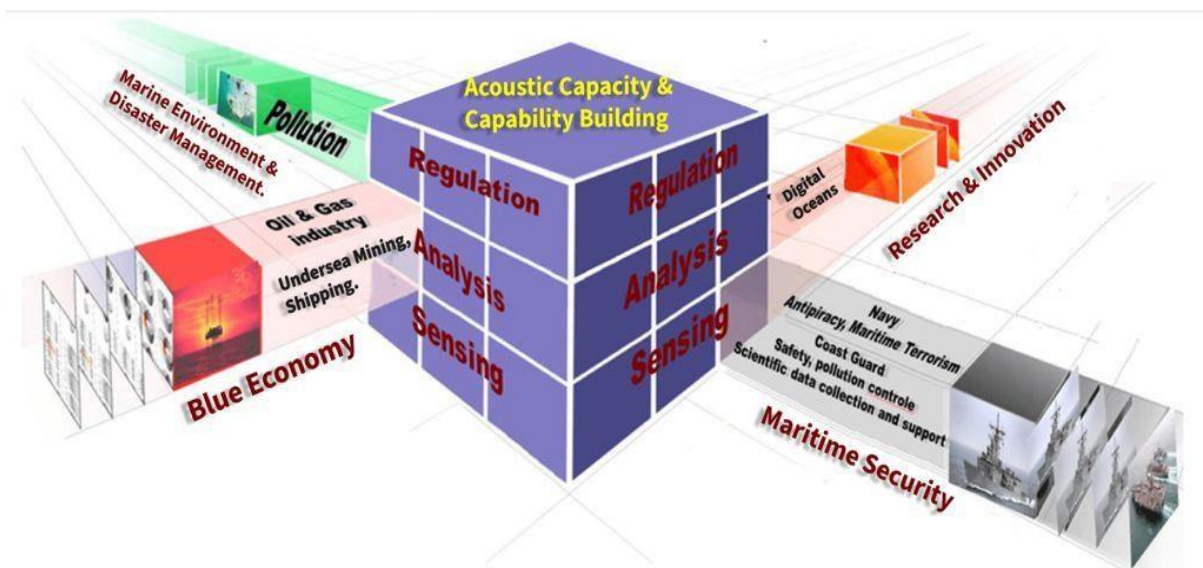 Acoustic Capacity &
Capability Building
Regulation
Analysis
Sensing
Regulation
Analysis
Sensing
Marine Environment &
Disaster Management.
Pollution
Oil & Gas
industry
Undersea Mining,
Shipping.
Blue Economy
Digital
Oceans
Research & Innovation
Navy
Antipiracy, Maritime Terrorism
Coast Guard
Safety, pollution controle
Scientific data collection and support
Maritime Security